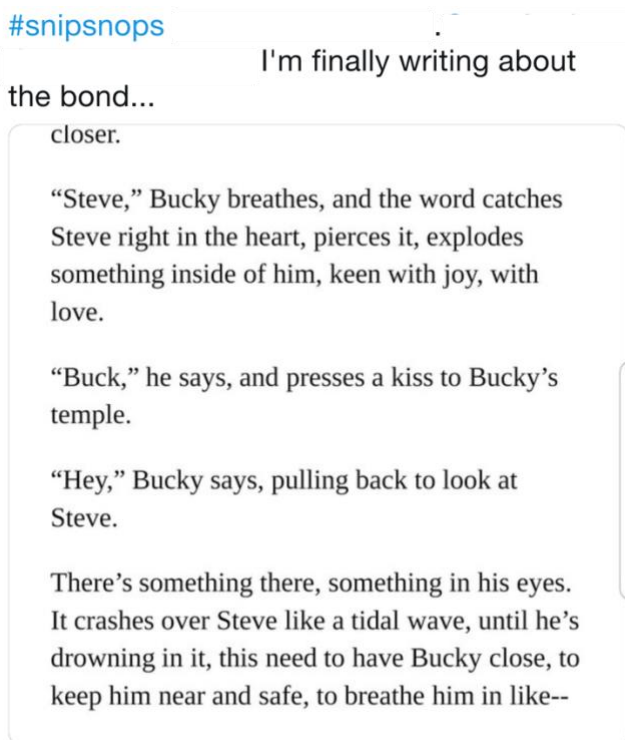 #snipsnops
.
I'm finally writing about
the bond...
closer.
“Steve,” Bucky breathes, and the word catches
Steve right in the heart, pierces it, explodes
something inside of him, keen with joy, with
love.
“Buck,” he says, and presses a kiss to Bucky’s
temple.
“Hey,” Bucky says, pulling back to look at
Steve.
There’s something there, something in his eyes.
It crashes over Steve like a tidal wave, until he’s
drowning in it, this need to have Bucky close, to
keep him near and safe, to breathe him in like--